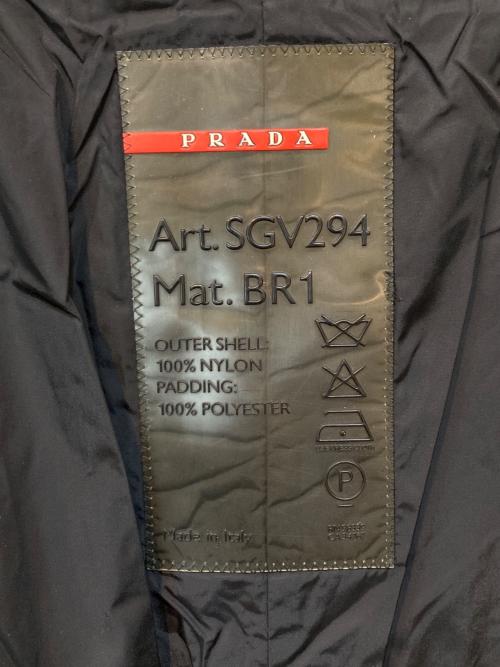 PRADA
Art. SGV294
Mat. BR1
OUTER SHELL:
100% NYLON
PADDING:
100% POLYESTER
P
Made in Italy